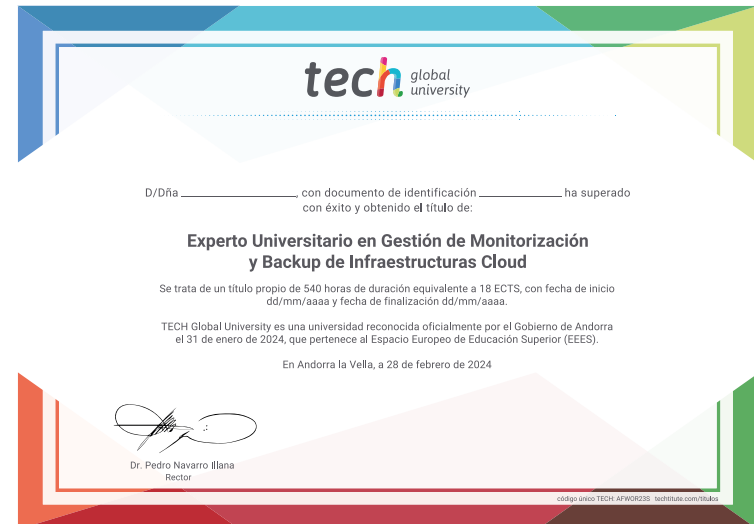 tech global university
D/Dña ____________________, con documento de identificación ______________ ha superado
con éxito y obtenido el título de:
Experto Universitario en Gestión de Monitorización
y Backup de Infraestructuras Cloud
Se trata de un título propio de 540 horas de duración equivalente a 18 ECTS, con fecha de inicio
dd/mm/aaaa y fecha de finalización dd/mm/aaaa.
TECH Global University es una universidad reconocida oficialmente por el Gobierno de Andorra
el 31 de enero de 2024, que pertenece al Espacio Europeo de Educación Superior (EEES).
En Andorra la Vella, a 28 de febrero de 2024
Dr. Pedro Navarro Illana
Rector
código único TECH: AFWOR23S techtitute.com/titulos